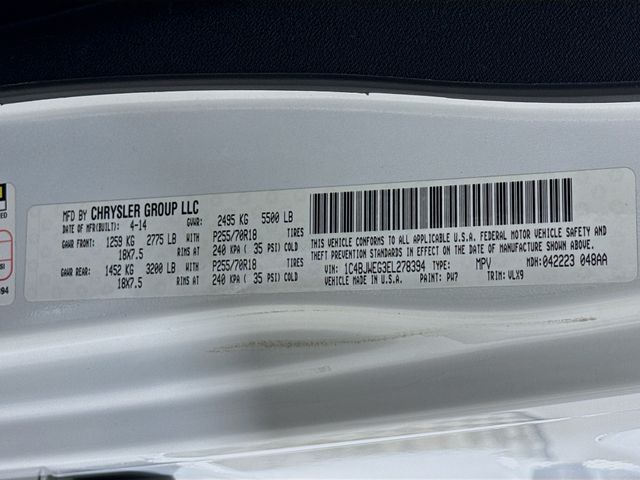 MFD BY CHRYSLER GROUP LLC
DATE OF MFR(BUILT): 4-14 GVWR: 2495 KG 5500 LB
GAWR FRONT: 1259 KG 2775 LB WITH P255/70R18 TIRES
18X7.5 RIMS AT 240 KPA( 35 PSI) COLD
GAWR REAR: 1452 KG 3200 LB WITH P255/70R18 TIRES
18X7.5 RIMS AT 240 KPA( 35 PSI) COLD
THIS VEHICLE CONFORMS TO ALL APPLICABLE U.S.A. FEDERAL MOTOR VEHICLE SAFETY AND
THEFT PREVENTION STANDARDS IN EFFECT ON THE DATE OF MANUFACTURE SHOWN ABOVE.
VIN: 1C4BJWEG3EL278394 TYPE: MPV MDH: 042223 048AA
VEHICLE MADE IN U.S.A. PAINT: PW7 TRIM: VLX9
SI
394